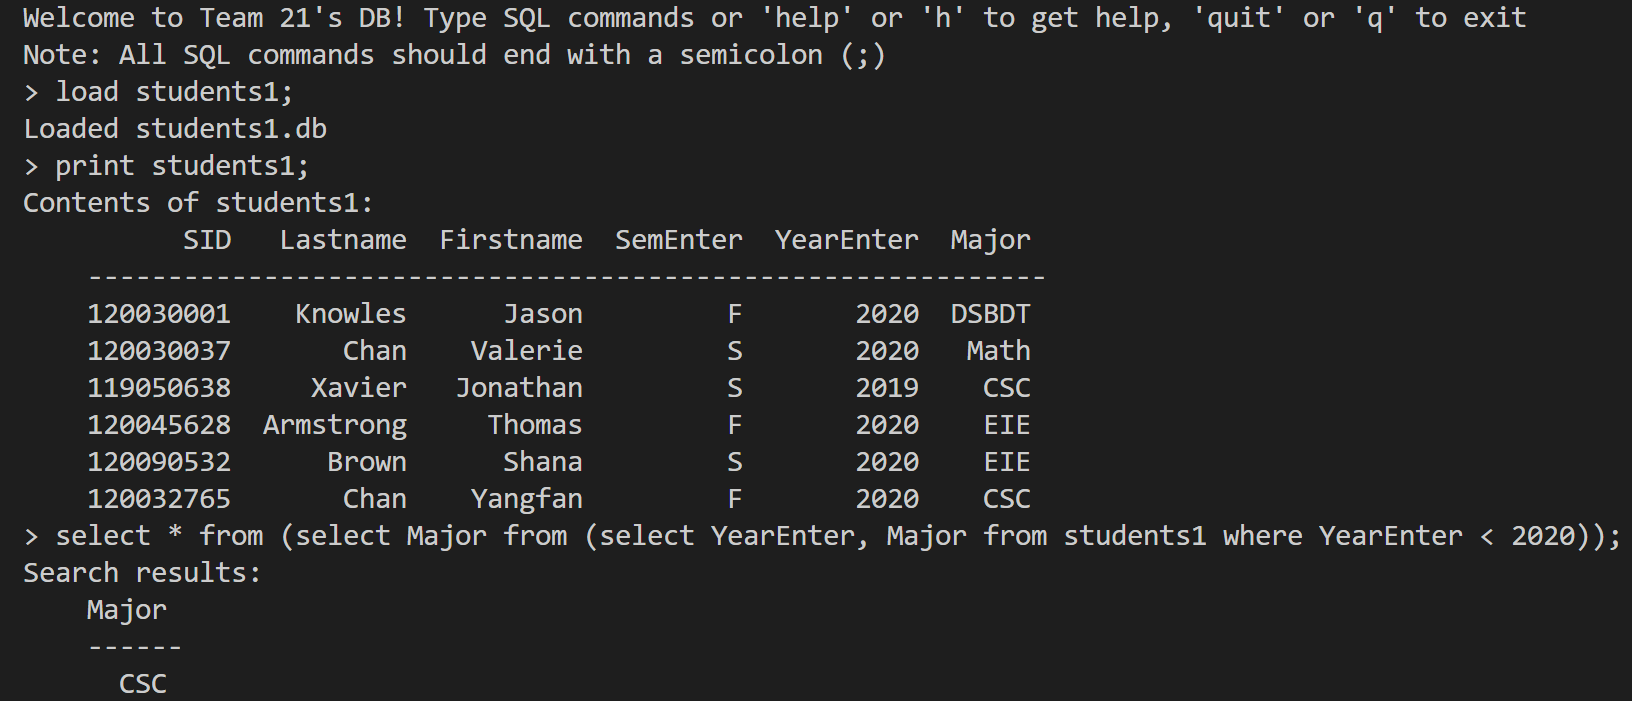 Welcome to Team 21's DB! Type SQL commands or 'help' or 'h' to get help, 'quit' or 'q' to exit
Note: All SQL commands should end with a semicolon (;)
> load students1;
Loaded students1.db
> print students1;
Contents of students1:
          SID   Lastname  Firstname  SemEnter  YearEnter  Major
    ------------------------------------------------------------
    120030001    Knowles      Jason         F       2020  DSBDT
    120030037       Chan    Valerie         S       2020   Math
    119050638     Xavier   Jonathan         S       2019    CSC
    120045628  Armstrong     Thomas         F       2020    EIE
    120090532      Brown      Shana         S       2020    EIE
    120032765       Chan    Yangfan         F       2020    CSC
> select * from (select Major from (select YearEnter, Major from students1 where YearEnter < 2020));
Search results:
    Major
    ------
      CSC